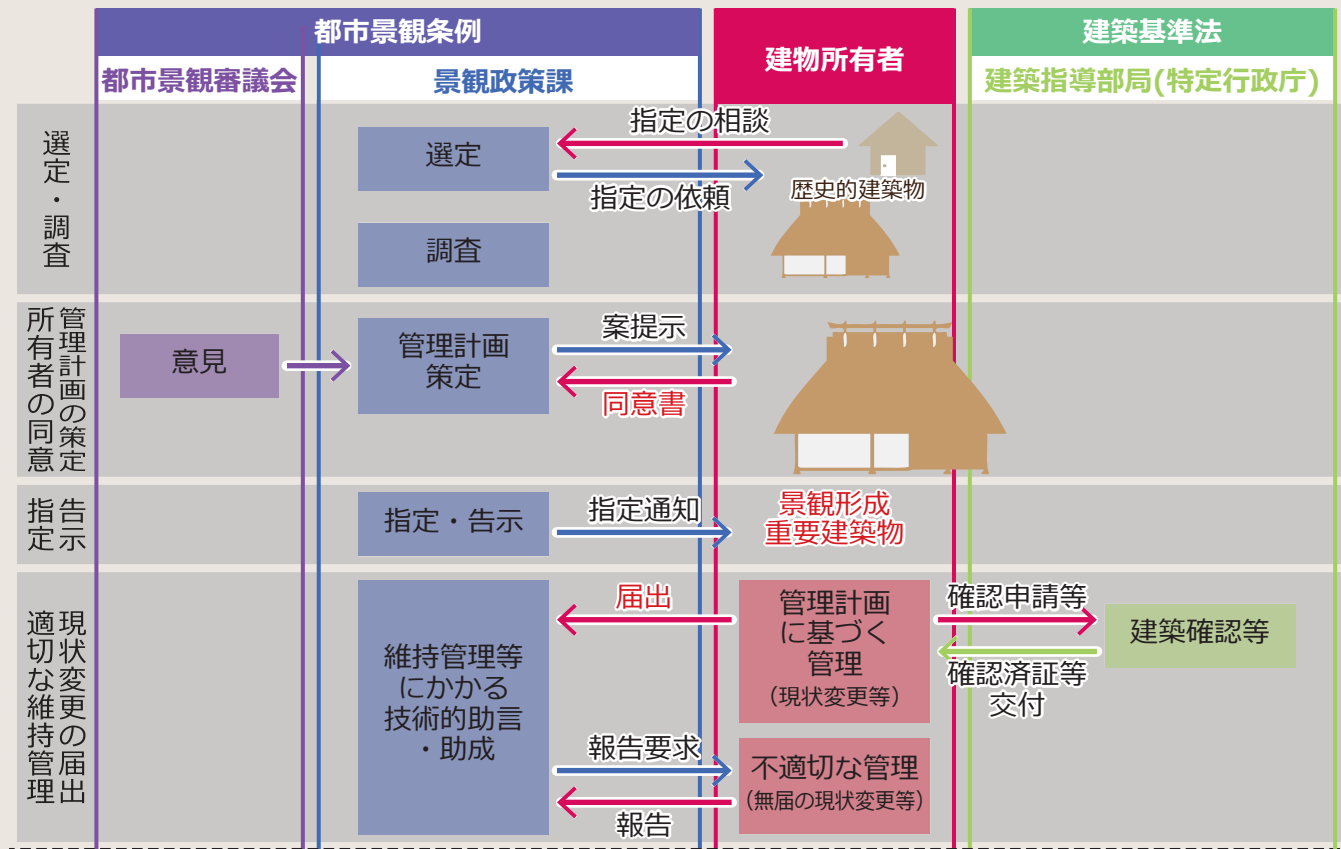 都市景観条例
建物所有者
建築基準法
都市景観審議会
景観政策課
建築指導部局(特定行政庁)
選定・調査
選定
指定の相談
指定の依頼
歴史的建築物
調査
管理計画の策定
所有者の同意
意見
管理計画
策定
案提示
同意書
告示
指定
指定・告示
指定通知
景観形成
重要建築物
現状変更の届出
適切な維持管理
維持管理等
にかかる
技術的助言
・助成
届出
管理計画
に基づく
管理
(現状変更等)
確認申請等
建築確認等
確認済証等
交付
報告要求
不適切な管理
(無届の現状変更等)
報告